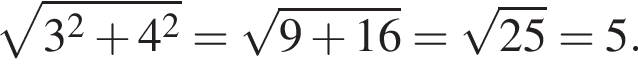 √(3² + 4²) = √(9 + 16) = √25 = 5.